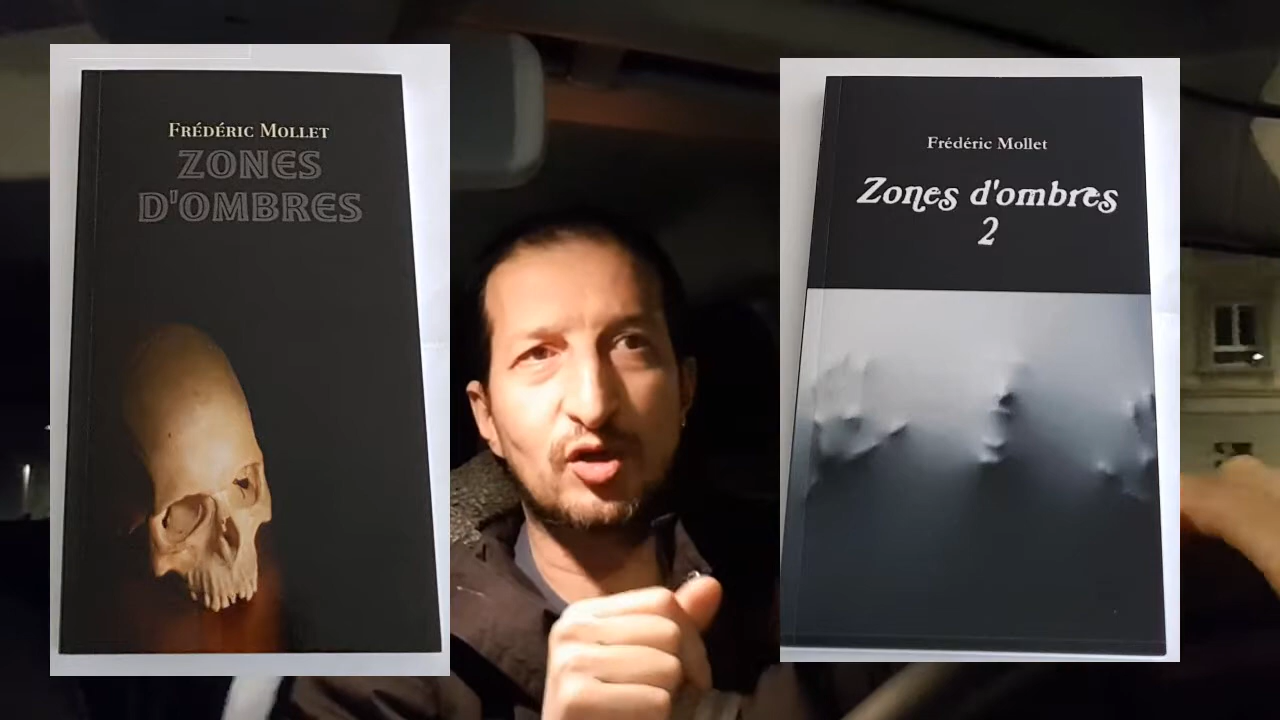 FRÉDÉRIC MOLLET
ZONES
D'OMBRES
Frédéric Mollet
Zones d'ombres
2